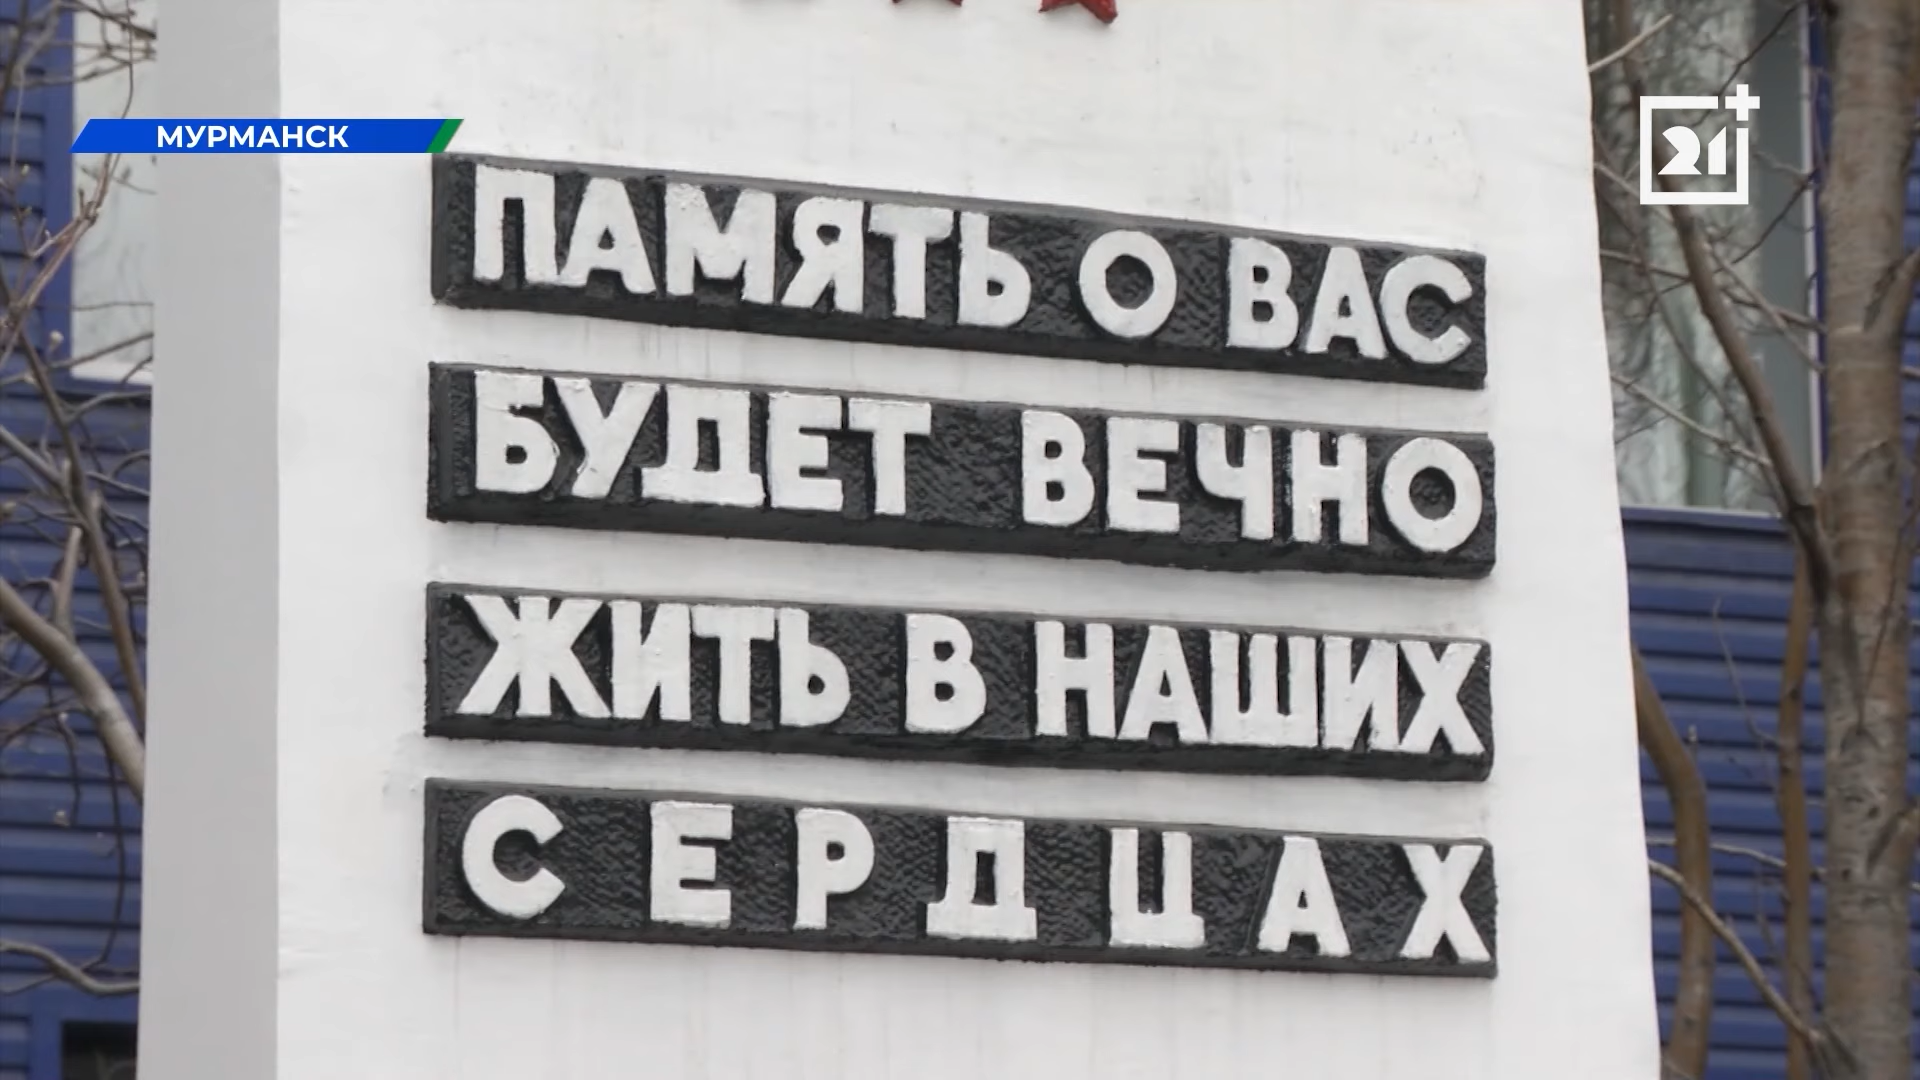 МУРМАНСК
21+
ПАМЯТЬ О ВАС
БУДЕТ ВЕЧНО
ЖИТЬ В НАШИХ
СЕРДЦАХ